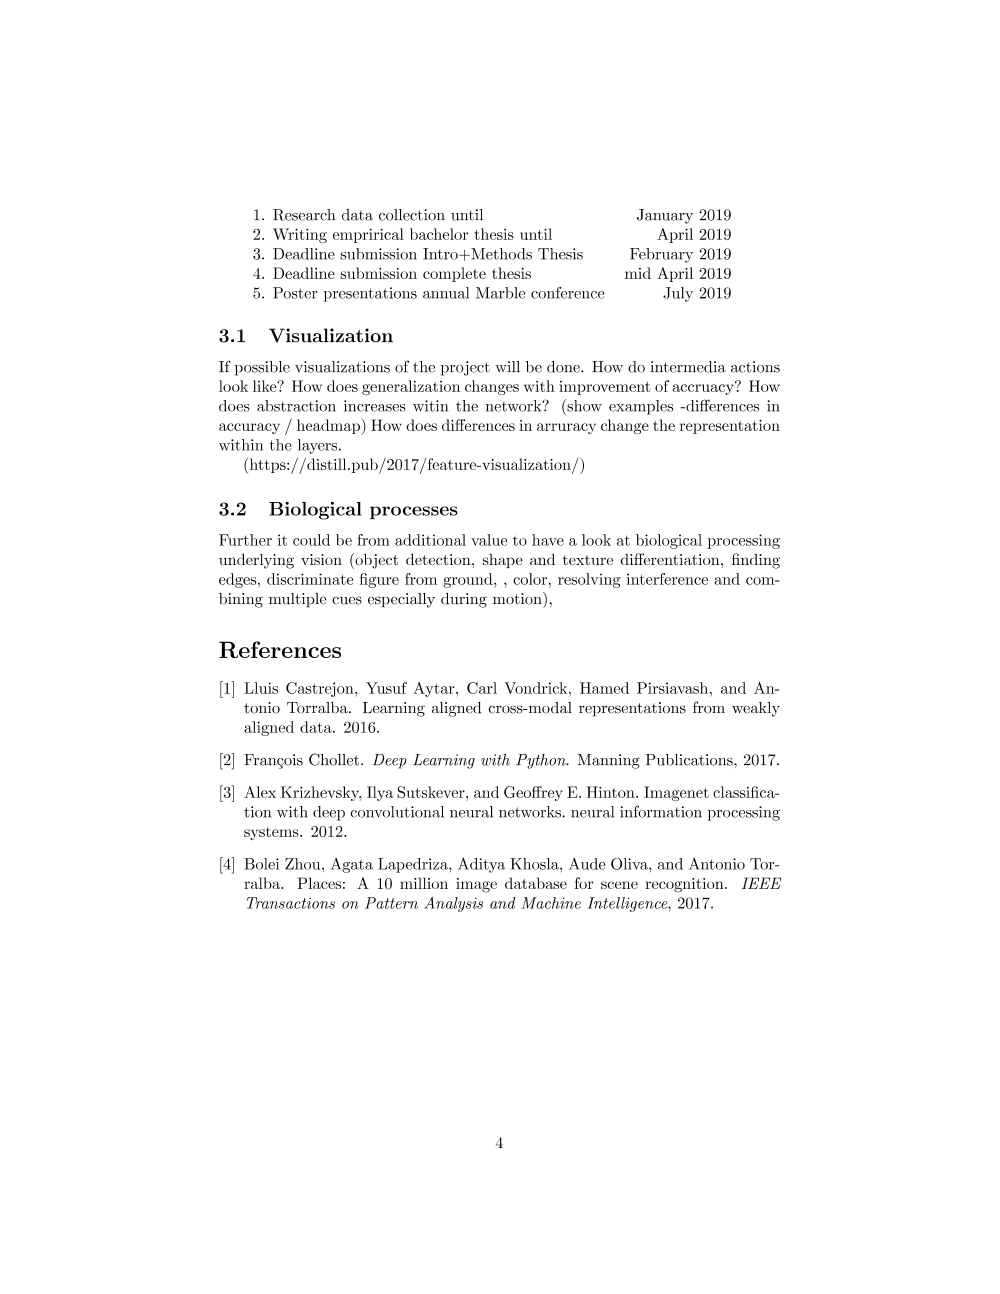 1. Research data collection until January 2019
2. Writing emprirical bachelor thesis until April 2019
3. Deadline submission Intro+Methods Thesis February 2019
4. Deadline submission complete thesis mid April 2019
5. Poster presentations annual Marble conference July 2019
3.1 Visualization
If possible visualizations of the project will be done. How do intermedia actions
look like? How does generalization changes with improvement of accruacy? How
does abstraction increases witin the network? (show examples -differences in
accuracy / headmap) How does differences in arruracy change the representation
within the layers.
(https://distill.pub/2017/feature-visualization/)
3.2 Biological processes
Further it could be from additional value to have a look at biological processing
underlying vision (object detection, shape and texture differentiation, finding
edges, discriminate figure from ground, , color, resolving interference and com-
bining multiple cues especially during motion),
References
[1] Lluis Castrejon, Yusuf Aytar, Carl Vondrick, Hamed Pirsiavash, and An-
tonio Torralba. Learning aligned cross-modal representations from weakly
aligned data. 2016.
[2] François Chollet. Deep Learning with Python. Manning Publications, 2017.
[3] Alex Krizhevsky, Ilya Sutskever, and Geoffrey E. Hinton. Imagenet classifica-
tion with deep convolutional neural networks. neural information processing
systems. 2012.
[4] Bolei Zhou, Agata Lapedriza, Aditya Khosla, Aude Oliva, and Antonio Tor-
ralba. Places: A 10 million image database for scene recognition. IEEE
Transactions on Pattern Analysis and Machine Intelligence, 2017.
4